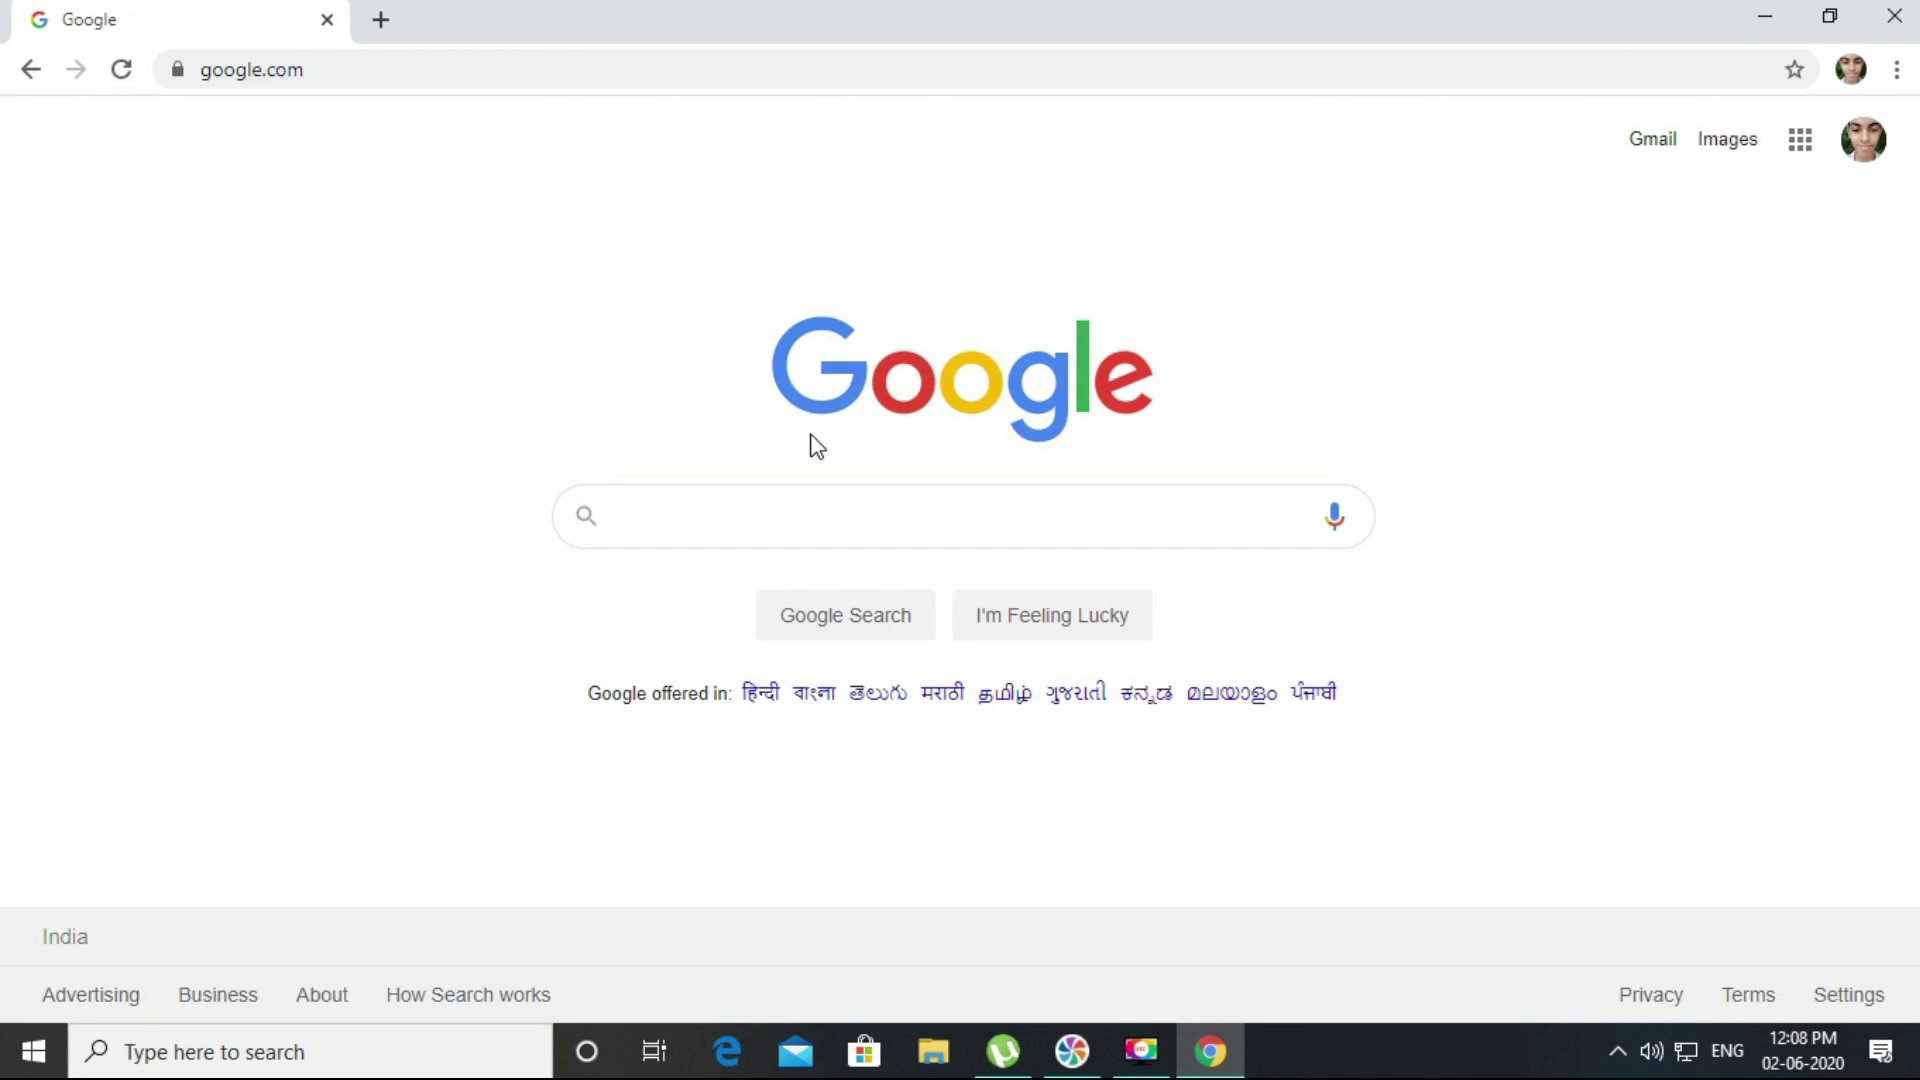 Google
google.com
Gmail Images
Google
Google Search I'm Feeling Lucky
Google offered in: हिन्दी বাংলা తెలుగు मराठी தமிழ் ગુજરાતી ಕನ್ನಡ മലയാളം ਪੰਜਾਬੀ
India
Advertising Business About How Search works Privacy Terms Settings
Type here to search ENG 12:08 PM
02-06-2020